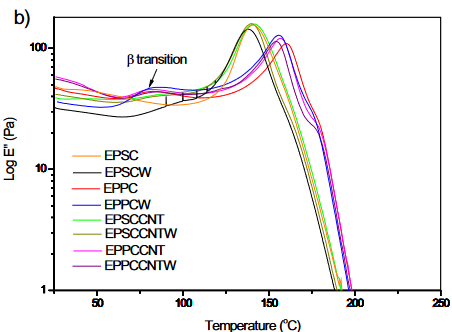 b)
β transition
100
10
1
Log E" (Pa)
EPSC
EPSCW
EPPC
EPPCW
EPSCCNT
EPSCCNTW
EPPCCNT
EPPCCNTW
50 100 150 200 250
Temperature (°C)